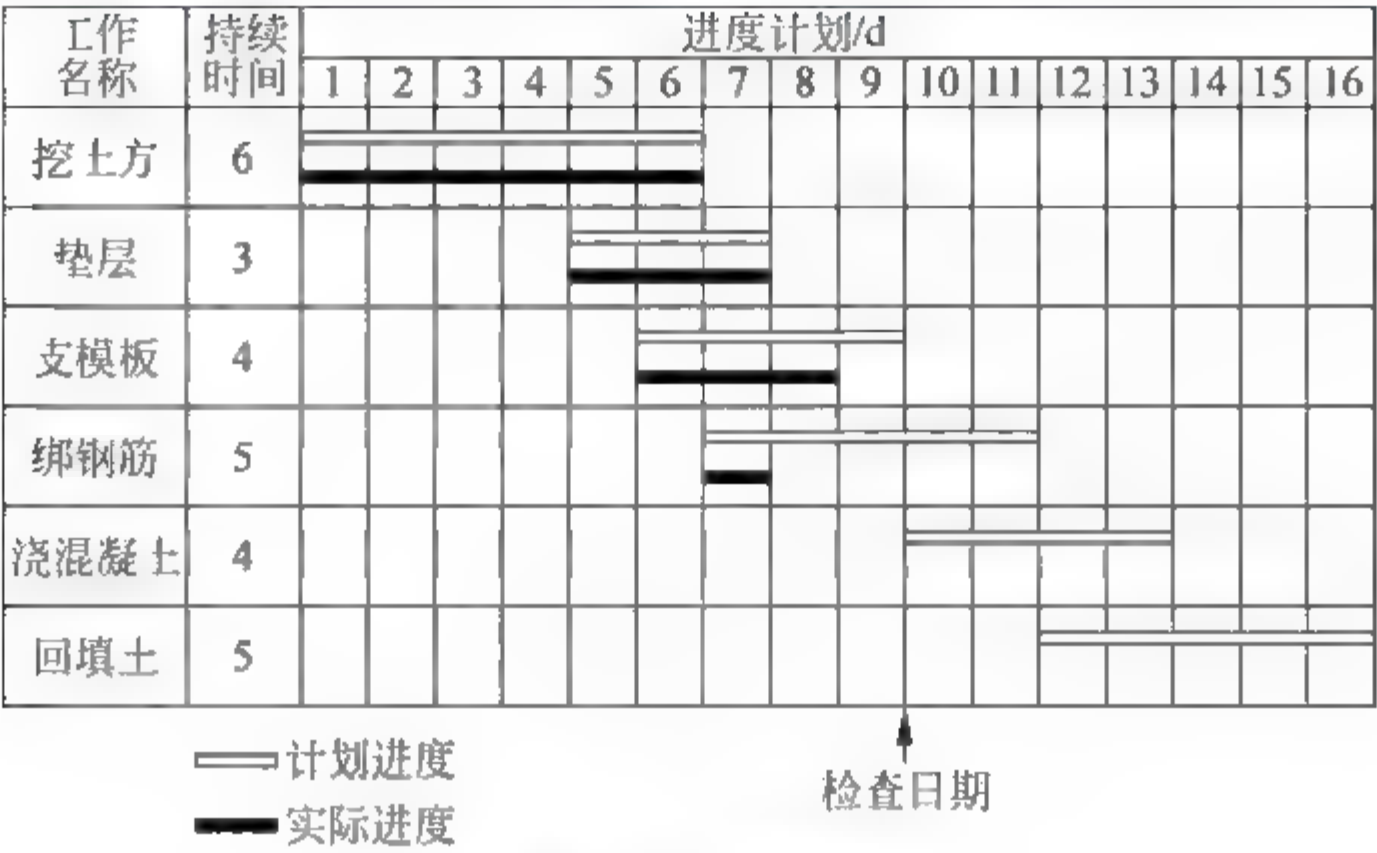 工作名称 持续时间 进度计划/d
1 2 3 4 5 6 7 8 9 10 11 12 13 14 15 16
挖土方 6
垫层 3
支模板 4
绑钢筋 5
浇混凝土 4
回填土 5
计划进度
检查日期
实际进度